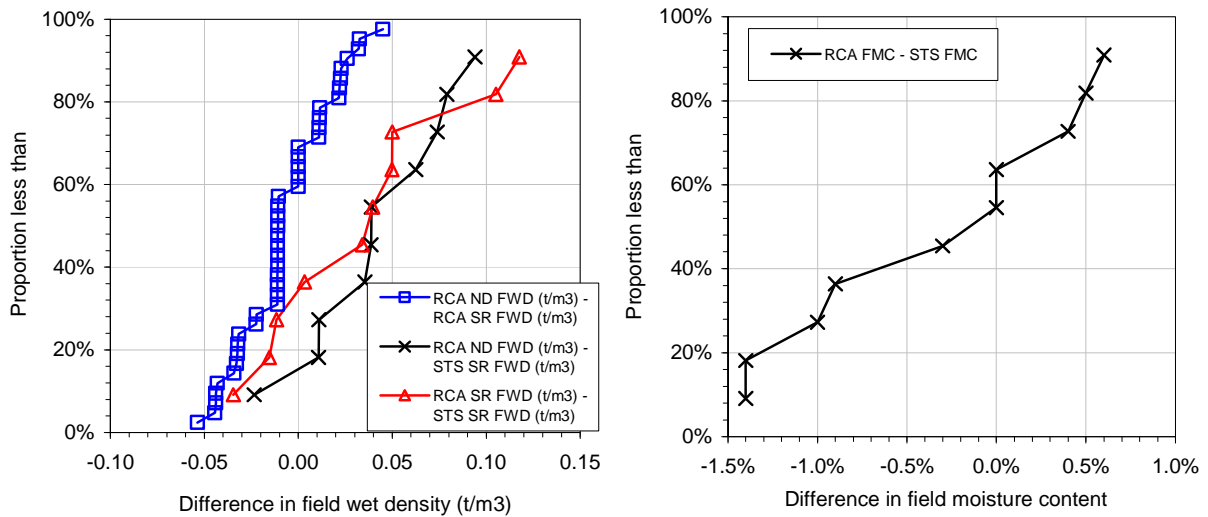 100%
80%
60%
40%
20%
0%
Proportion less than
-0.10
-0.05
0.00
0.05
0.10
0.15
Difference in field wet density (t/m3)
RCA ND FWD (t/m3) -
RCA SR FWD (t/m3)
RCA ND FWD (t/m3) -
STS SR FWD (t/m3)
RCA SR FWD (t/m3) -
STS SR FWD (t/m3)
100%
80%
60%
40%
20%
0%
Proportion less than
-1.5%
-1.0%
-0.5%
0.0%
0.5%
1.0%
Difference in field moisture content
RCA FMC - STS FMC